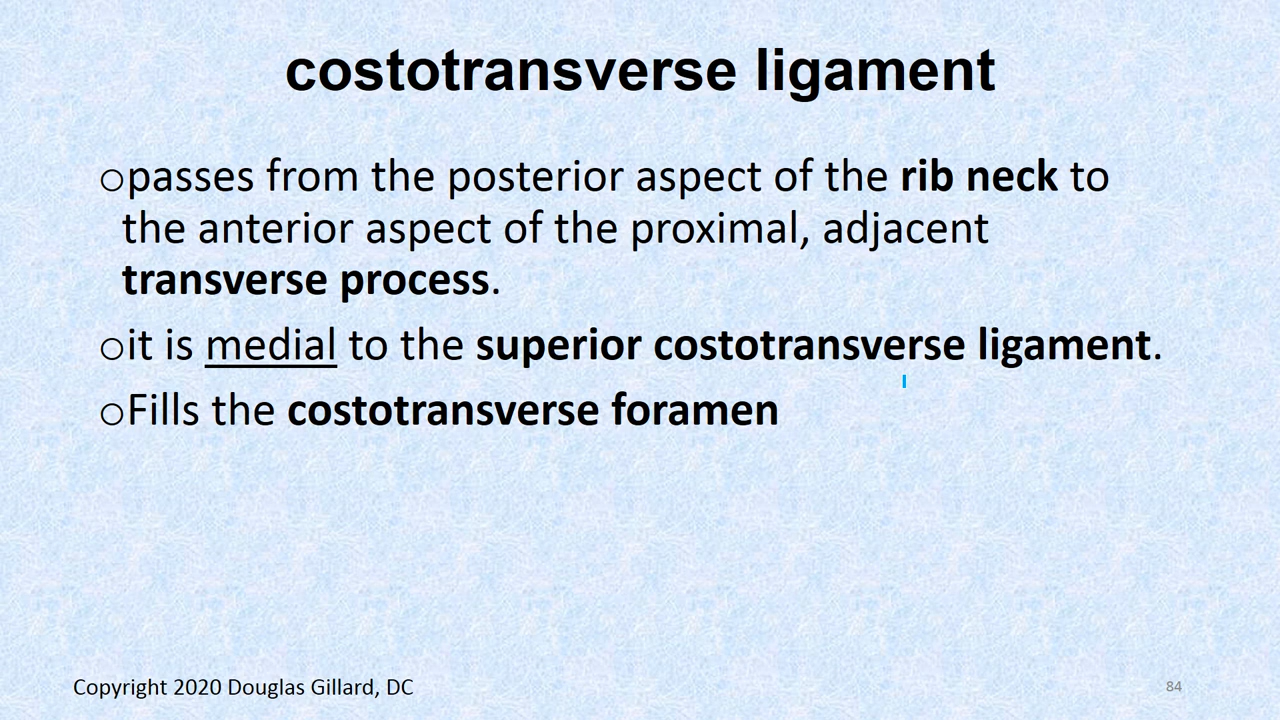 costotransverse ligament
○passes from the posterior aspect of the rib neck to
the anterior aspect of the proximal, adjacent
transverse process.
○it is medial to the superior costotransverse ligament.
○Fills the costotransverse foramen
Copyright 2020 Douglas Gillard, DC
84